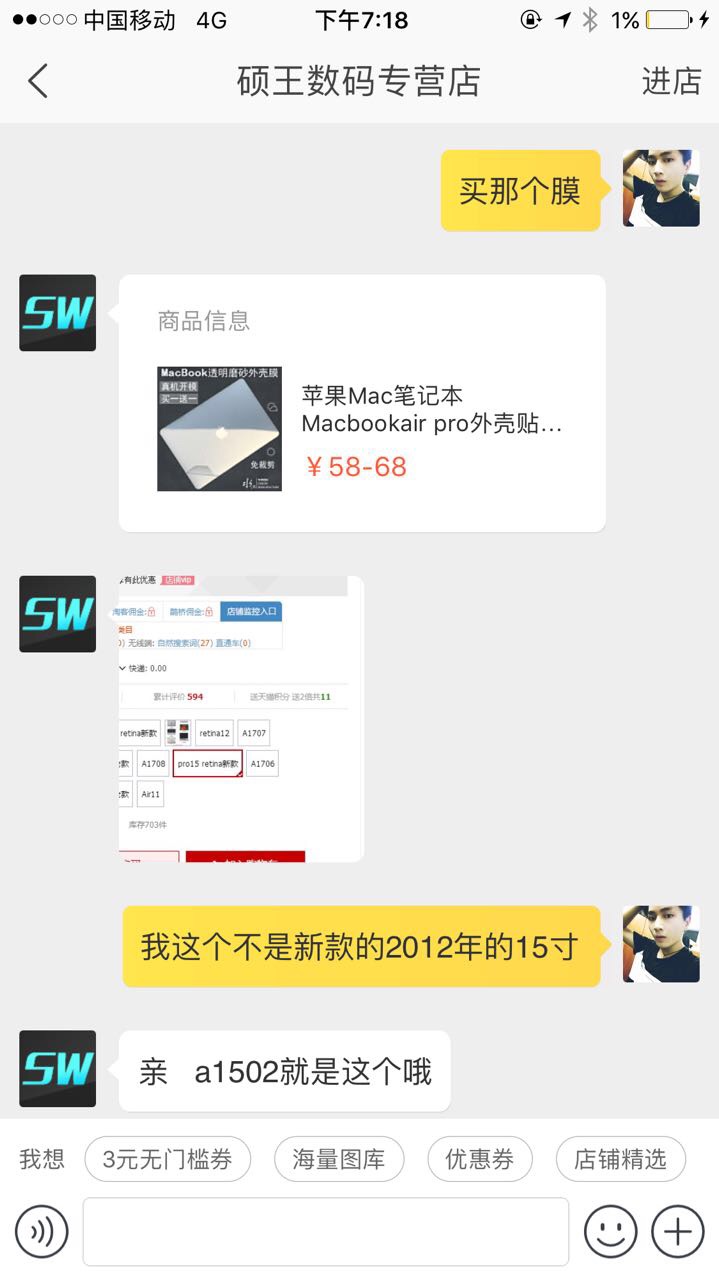 中国移动 4G 下午7:18 1%
硕王数码专营店 进店
买那个膜
SW
商品信息
MacBook透明磨砂外壳膜
真机开模
买一送一
免裁剪
苹果Mac笔记本
Macbookair pro外壳贴…
￥58-68
SW
享有此优惠 店铺vip
淘客佣金: 鹊桥佣金: 店铺监控入口
类目
0) 无线端: 自然搜索词(27) 直通车(0)
快递: 0.00
累计评价 594 送天猫积分 送2倍共11
retina新款 retina12 A1707
款 A1708 pro15 retina新款 A1706
款 Air11
库存703件
我这个不是新款的2012年的15寸
SW
亲 a1502就是这个哦
我想 3元无门槛券 海量图库 优惠券 店铺精选